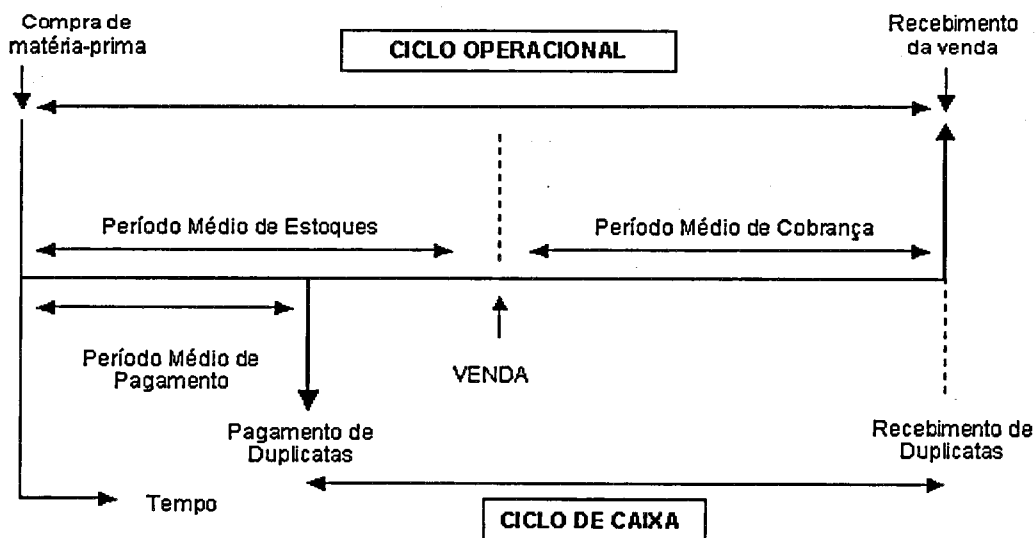 Compra de
matéria-prima
CICLO OPERACIONAL
Recebimento
da venda
Período Médio de Estoques
Período Médio de Cobrança
Período Médio de
Pagamento
VENDA
Pagamento de
Duplicatas
Recebimento de
Duplicatas
Tempo
CICLO DE CAIXA